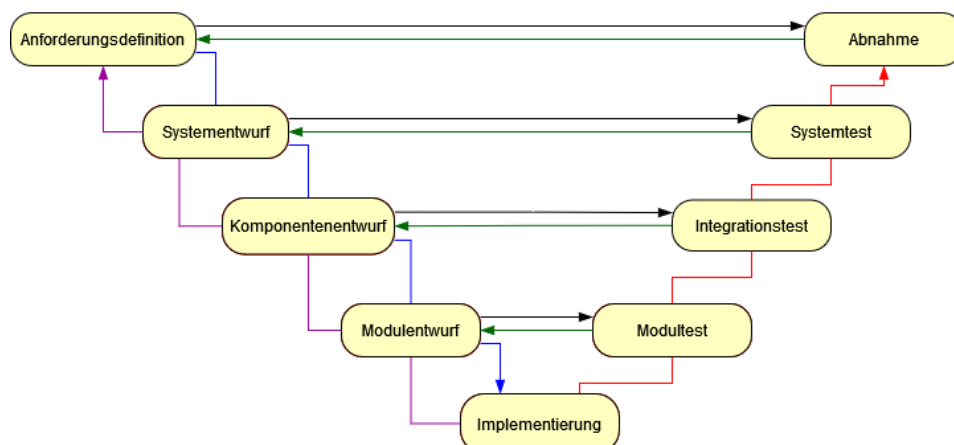 Anforderungsdefinition
Abnahme
Systementwurf
Systemtest
Komponentenentwurf
Integrationstest
Modulentwurf
Modultest
Implementierung